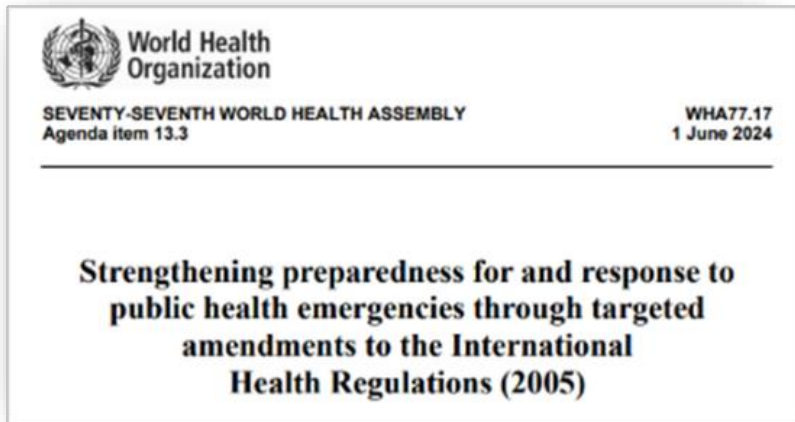 World Health
Organization
SEVENTY-SEVENTH WORLD HEALTH ASSEMBLY WHA77.17
Agenda item 13.3 1 June 2024
Strengthening preparedness for and response to
public health emergencies through targeted
amendments to the International
Health Regulations (2005)